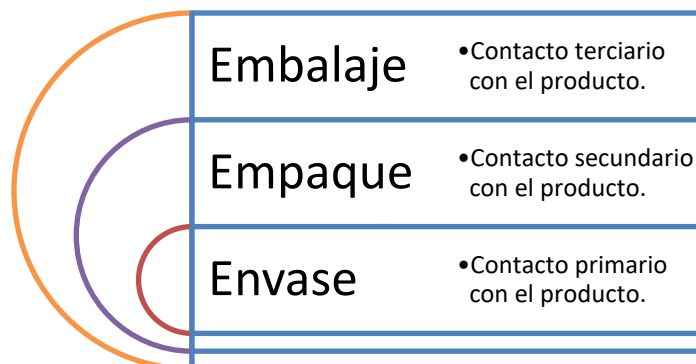 Embalaje
•Contacto terciario
con el producto.
Empaque
•Contacto secundario
con el producto.
Envase
•Contacto primario
con el producto.